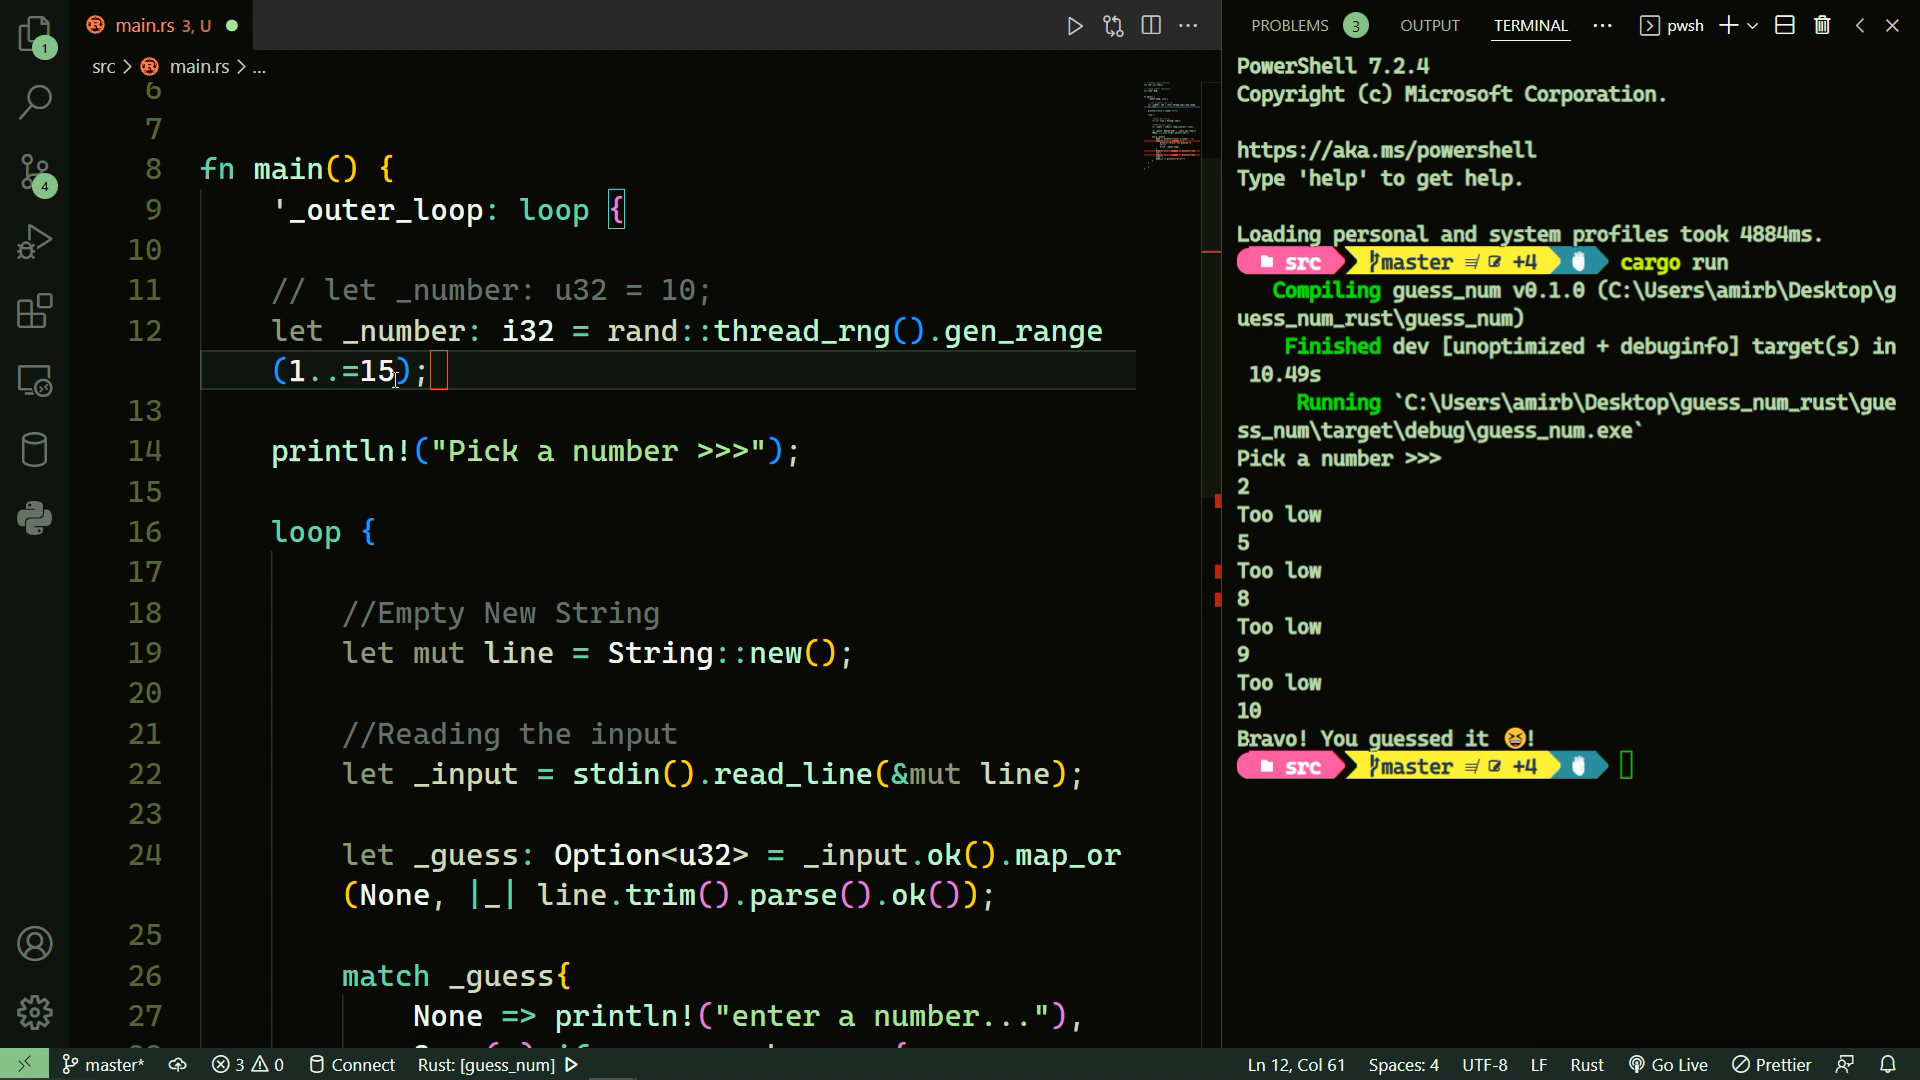 main.rs 3, U
PROBLEMS 3 OUTPUT TERMINAL ... pwsh
src > main.rs > ...
1
4
6
7
8 fn main() {
9 '_outer_loop: loop {
10
11 // let _number: u32 = 10;
12 let _number: i32 = rand::thread_rng().gen_range
(1..=15);
13
14 println!("Pick a number >>>");
15
16 loop {
17
18 //Empty New String
19 let mut line = String::new();
20
21 //Reading the input
22 let _input = stdin().read_line(&mut line);
23
24 let _guess: Option<u32> = _input.ok().map_or
(None, |_| line.trim().parse().ok());
25
26 match _guess{
27 None => println!("enter a number..."),
PowerShell 7.2.4
Copyright (c) Microsoft Corporation.
https://aka.ms/powershell
Type 'help' to get help.
Loading personal and system profiles took 4884ms.
src master +4 cargo run
Compiling guess_num v0.1.0 (C:\Users\amirb\Desktop\g
uess_num_rust\guess_num)
Finished dev [unoptimized + debuginfo] target(s) in
10.49s
Running `C:\Users\amirb\Desktop\guess_num_rust\gue
ss_num\target\debug\guess_num.exe`
Pick a number >>>
2
Too low
5
Too low
8
Too low
9
Too low
10
Bravo! You guessed it 😆!
src master +4
master* 3 0 Connect Rust: [guess_num]
Ln 12, Col 61 Spaces: 4 UTF-8 LF Rust Go Live Prettier